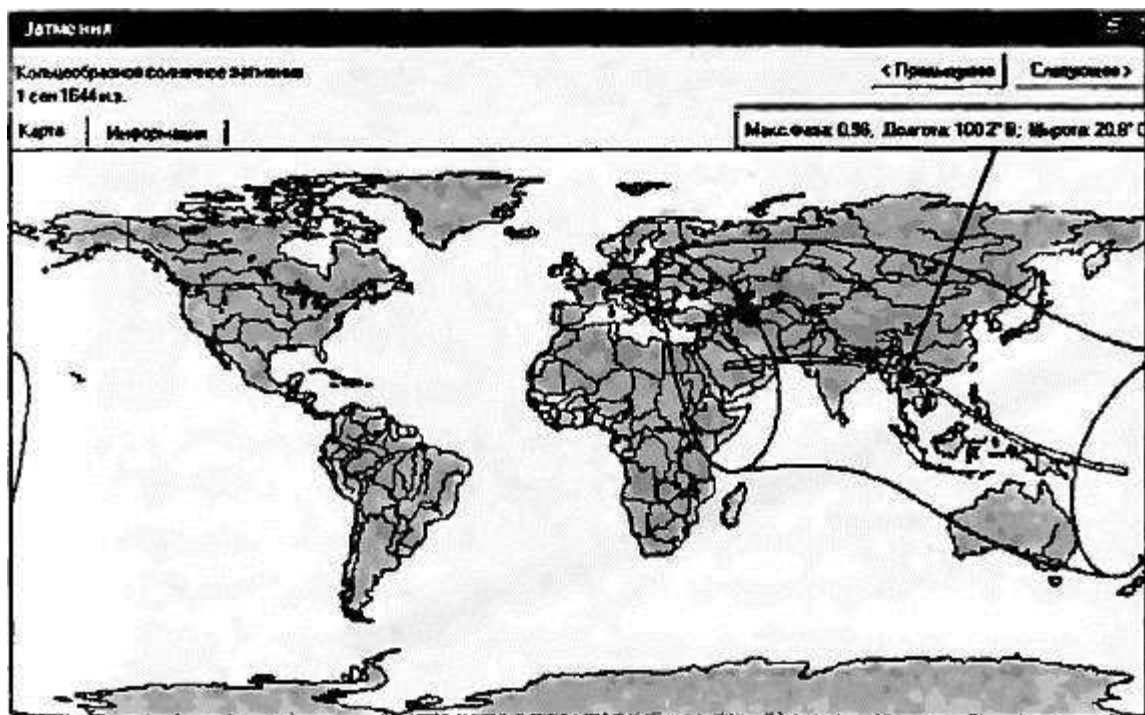 Затмения
Кольцеобразное солнечное затмение
1 сен 1644 н.э.
< Предыдущее Следующее >
Карта Информация
Макс.Фаза: 0.96; Долгота: 100.2° В; Широта: 20.8°